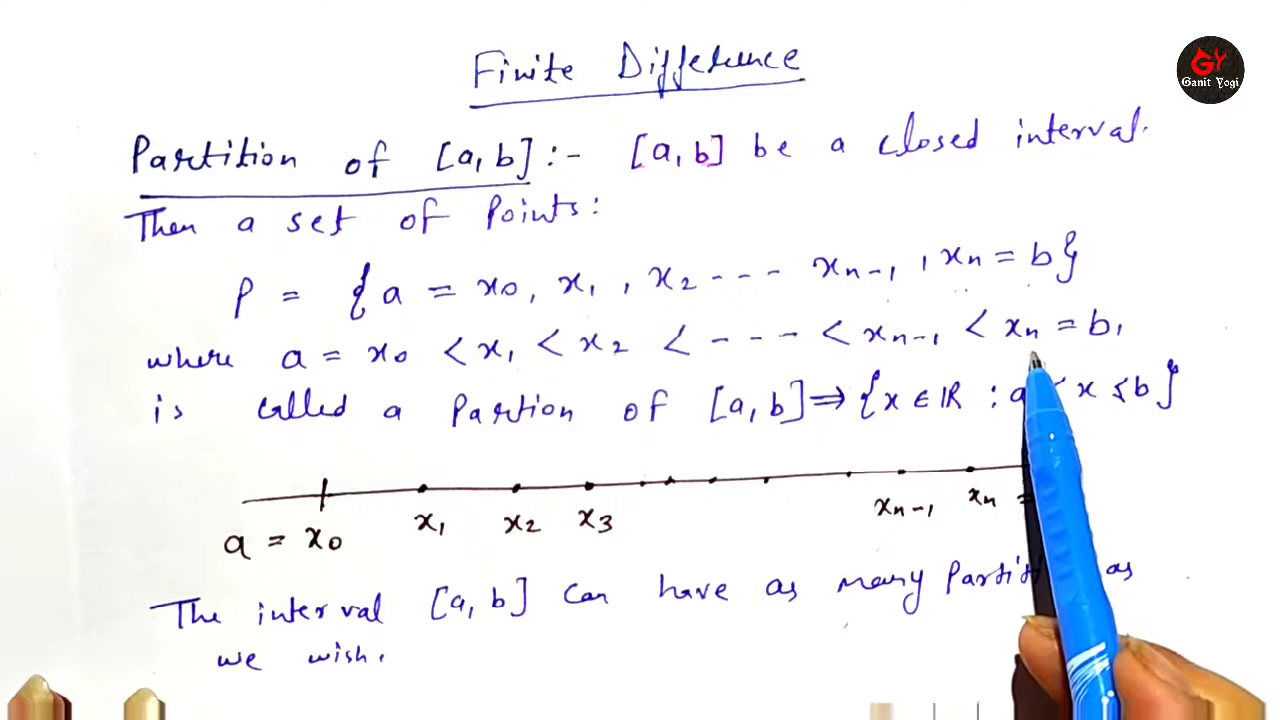 Finite Difference
GY
Ganit Yogi
Partition of [a, b] :- [a, b] be a closed interval.
Then a set of Points:
P = {a = x₀, x₁, x₂ - - - xₙ₋₁, xₙ = b}
where a = x₀ < x₁ < x₂ < - - - < xₙ₋₁ < xₙ = b,
is called a Partion of [a, b] ⇒ {x ∈ ℝ : a x ≤ b}
a = x₀ x₁ x₂ x₃ xₙ₋₁ xₙ =
The interval [a, b] can have as many as
we wish.